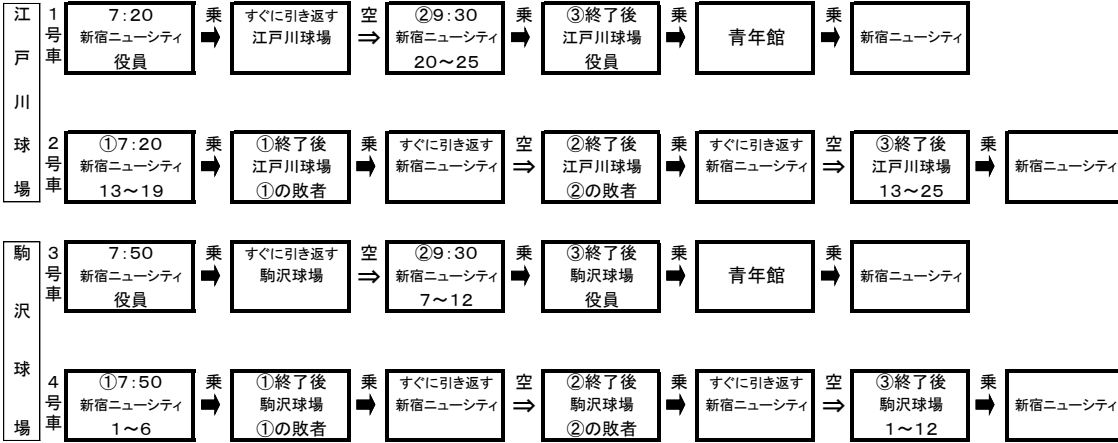 江戸川球場
1号車
7:20
新宿ニューシティ
役員
乗
➡
すぐに引き返す
江戸川球場
空
⇒
②9:30
新宿ニューシティ
20～25
乗
➡
③終了後
江戸川球場
役員
乗
➡
青年館
乗
➡
新宿ニューシティ
2号車
①7:20
新宿ニューシティ
13～19
乗
➡
①終了後
江戸川球場
①の敗者
乗
➡
すぐに引き返す
新宿ニューシティ
空
⇒
②終了後
江戸川球場
②の敗者
乗
➡
すぐに引き返す
新宿ニューシティ
空
⇒
③終了後
江戸川球場
13～25
乗
➡
新宿ニューシティ
駒沢球場
3号車
7:50
新宿ニューシティ
役員
乗
➡
すぐに引き返す
駒沢球場
空
⇒
②9:30
新宿ニューシティ
7～12
乗
➡
③終了後
駒沢球場
役員
乗
➡
青年館
乗
➡
新宿ニューシティ
4号車
①7:50
新宿ニューシティ
1～6
乗
➡
①終了後
駒沢球場
①の敗者
乗
➡
すぐに引き返す
新宿ニューシティ
空
⇒
②終了後
駒沢球場
②の敗者
乗
➡
すぐに引き返す
新宿ニューシティ
空
⇒
③終了後
駒沢球場
1～12
乗
➡
新宿ニューシティ